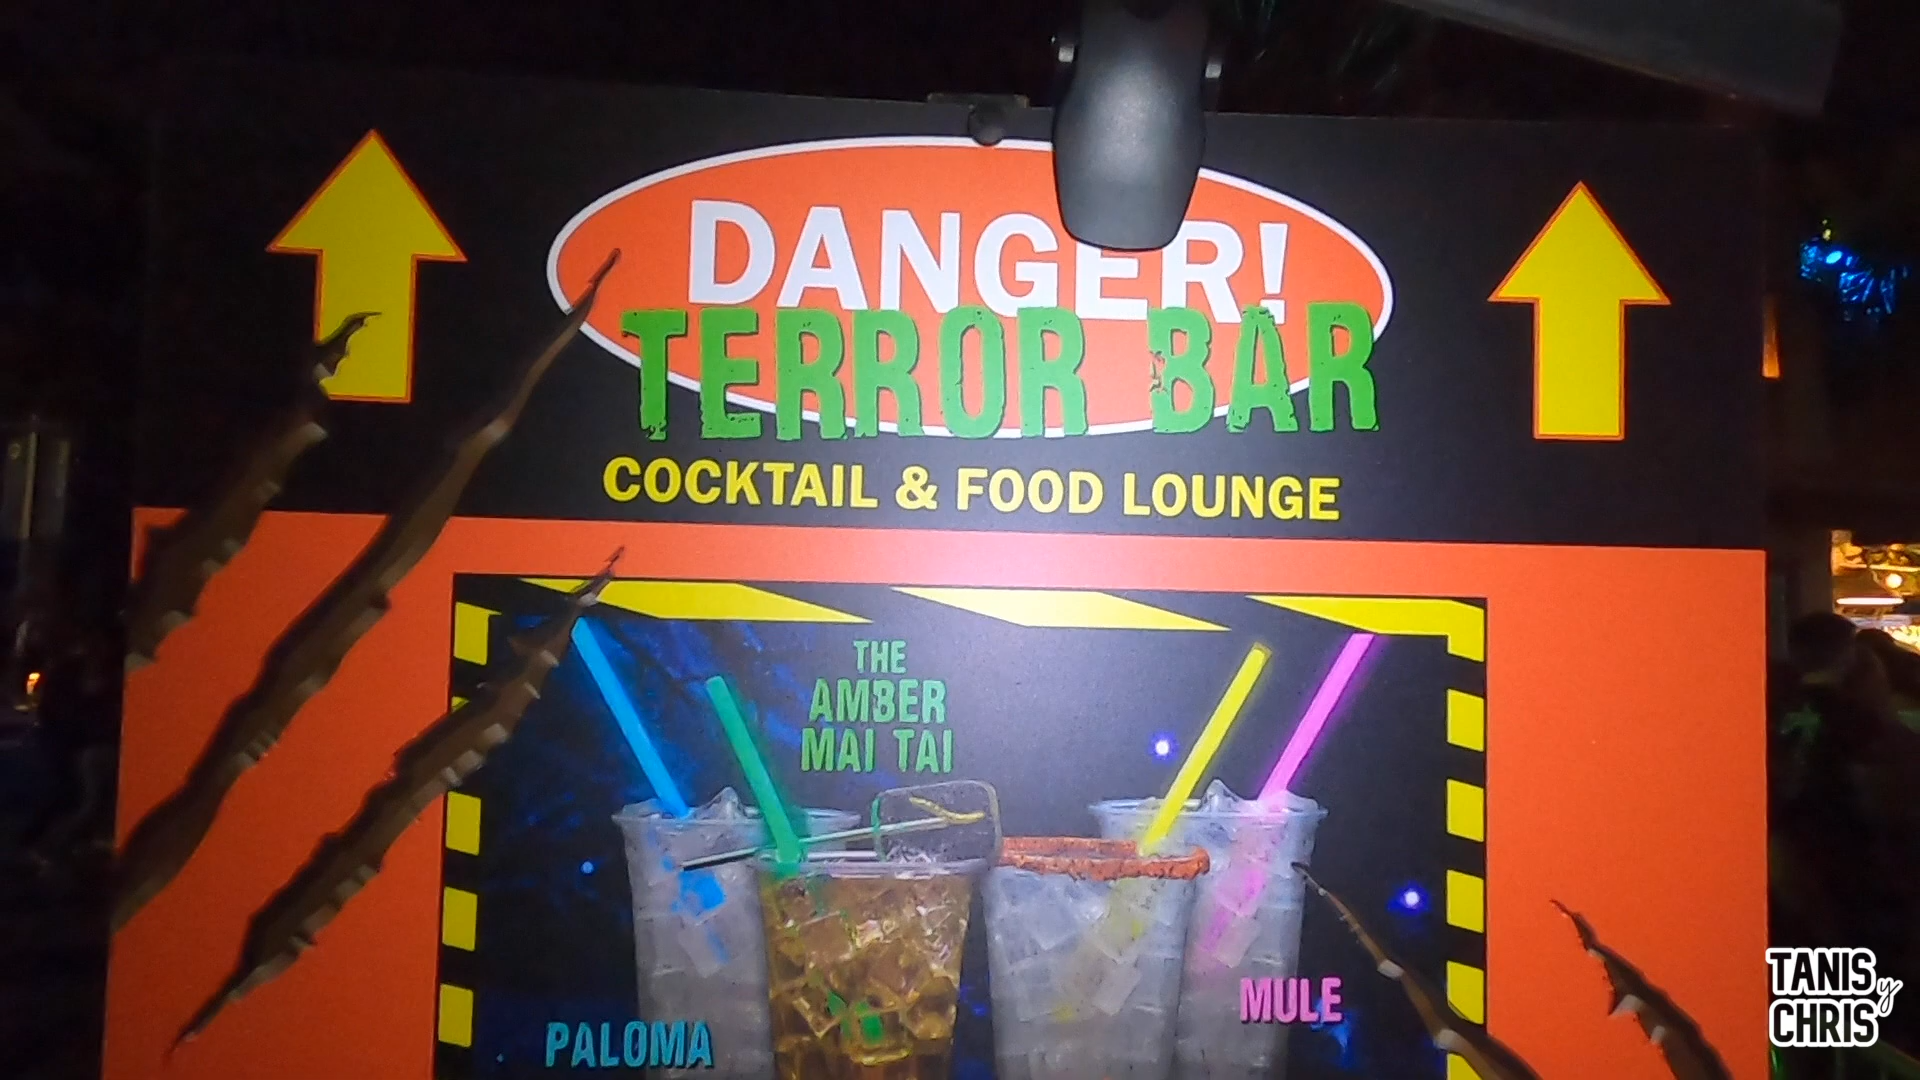 DANGER!
TERROR BAR
COCKTAIL & FOOD LOUNGE
THE
AMBER
MAI TAI
MULE
PALOMA
TANIS
y
CHRIS